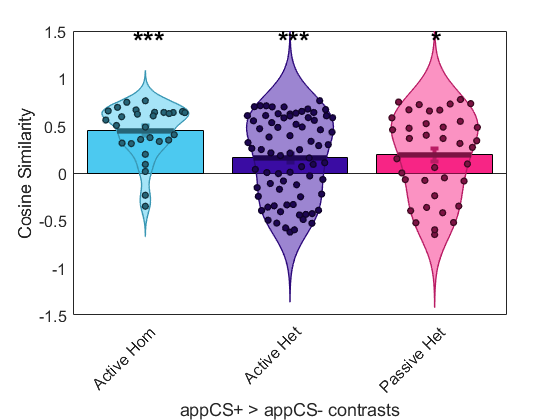 ***
***
*
1.5
1
0.5
0
-0.5
-1
-1.5
Cosine Similarity
Active Hom
Active Het
Passive Het
appCS+ > appCS- contrasts